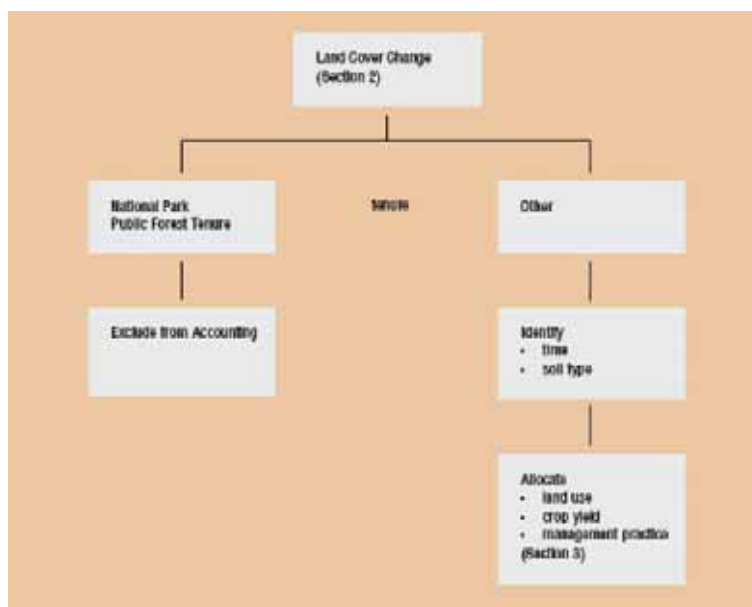 Land Cover Change
(Section 2)
National Park
Public Forest Tenure
tenure
Other
Exclude from Accounting
Identify
• time
• soil type
Allocate
• land use
• crop yield
• management practice
(Section 3)